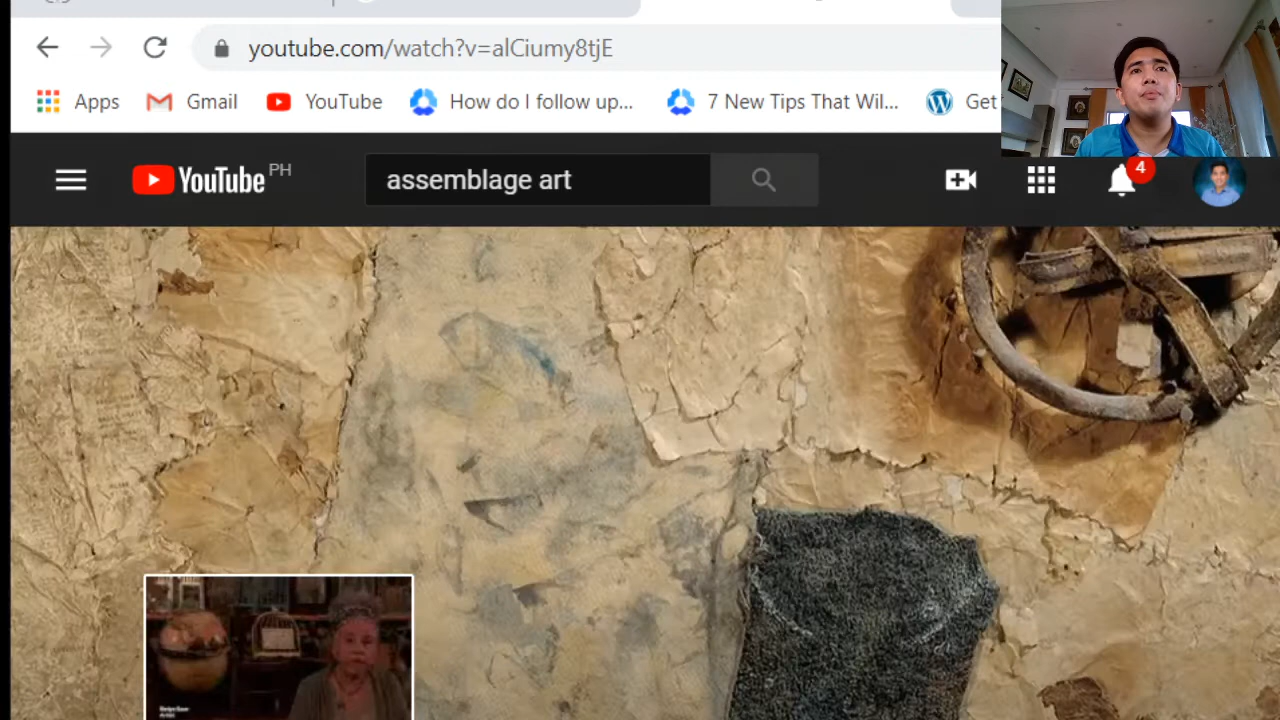 youtube.com/watch?v=alCiumy8tjE
Apps Gmail YouTube How do I follow up... 7 New Tips That Wil... Get
YouTube PH assemblage art 4